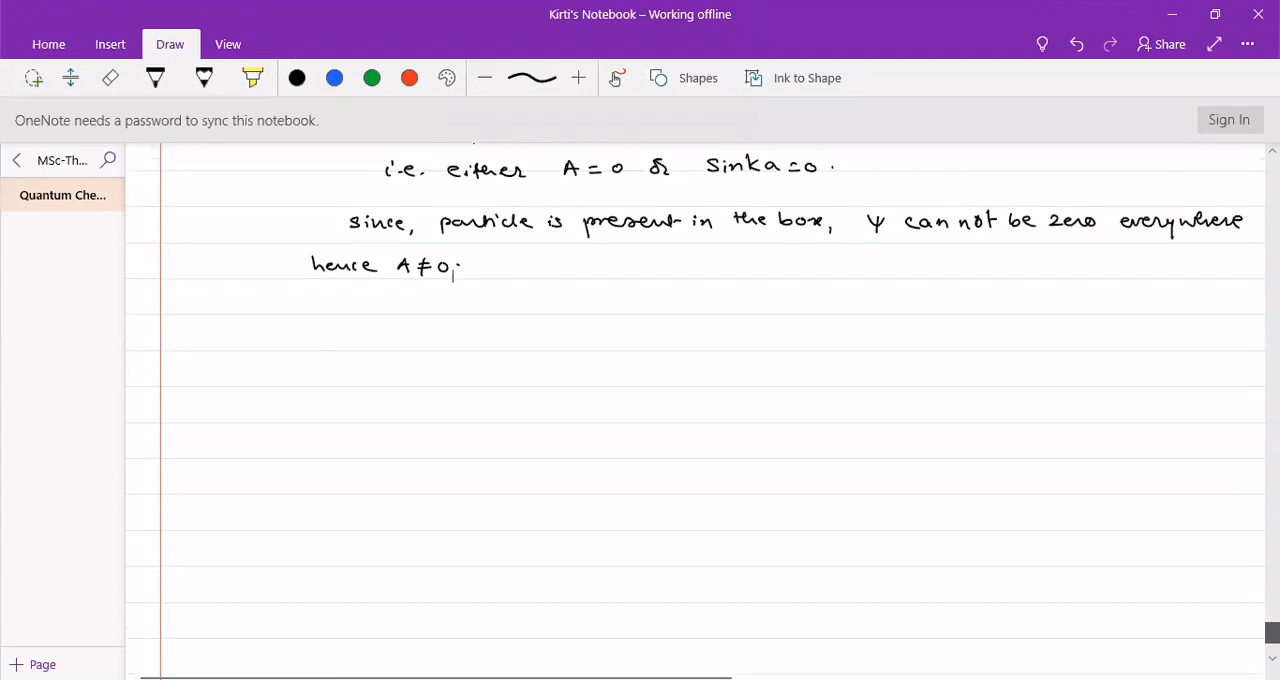 Kirti's Notebook – Working offline
Home Insert Draw View
Share
Shapes Ink to Shape
OneNote needs a password to sync this notebook.
Sign In
MSc-Th...
Quantum Che...
i.e. either A = 0 or Sinka = 0.
since, particle is present in the box, ψ cannot be zero everywhere
hence A ≠ 0,
Page